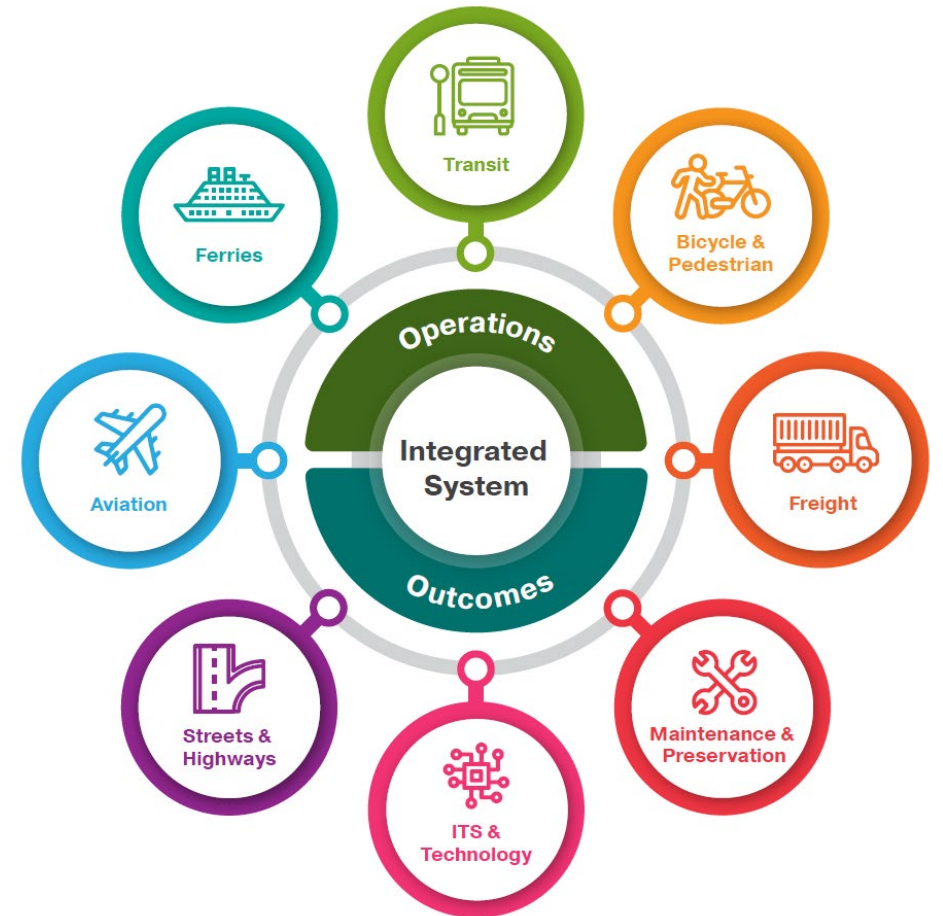 Transit
Bicycle &
Pedestrian
Freight
Maintenance &
Preservation
ITS &
Technology
Streets &
Highways
Aviation
Ferries
Operations
Integrated
System
Outcomes